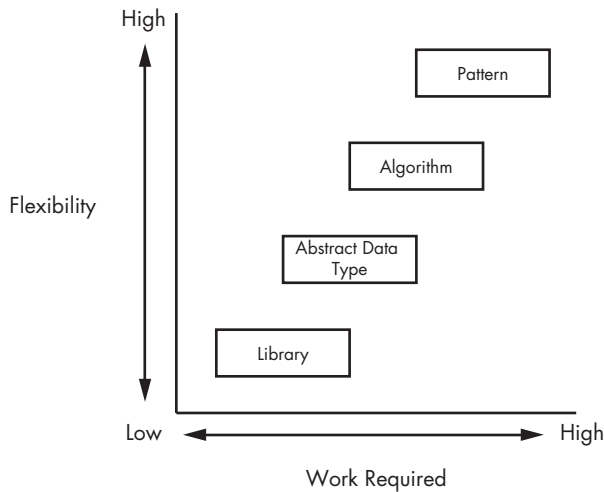 High
Pattern
Algorithm
Flexibility
Abstract Data
Type
Library
Low
High
Work Required